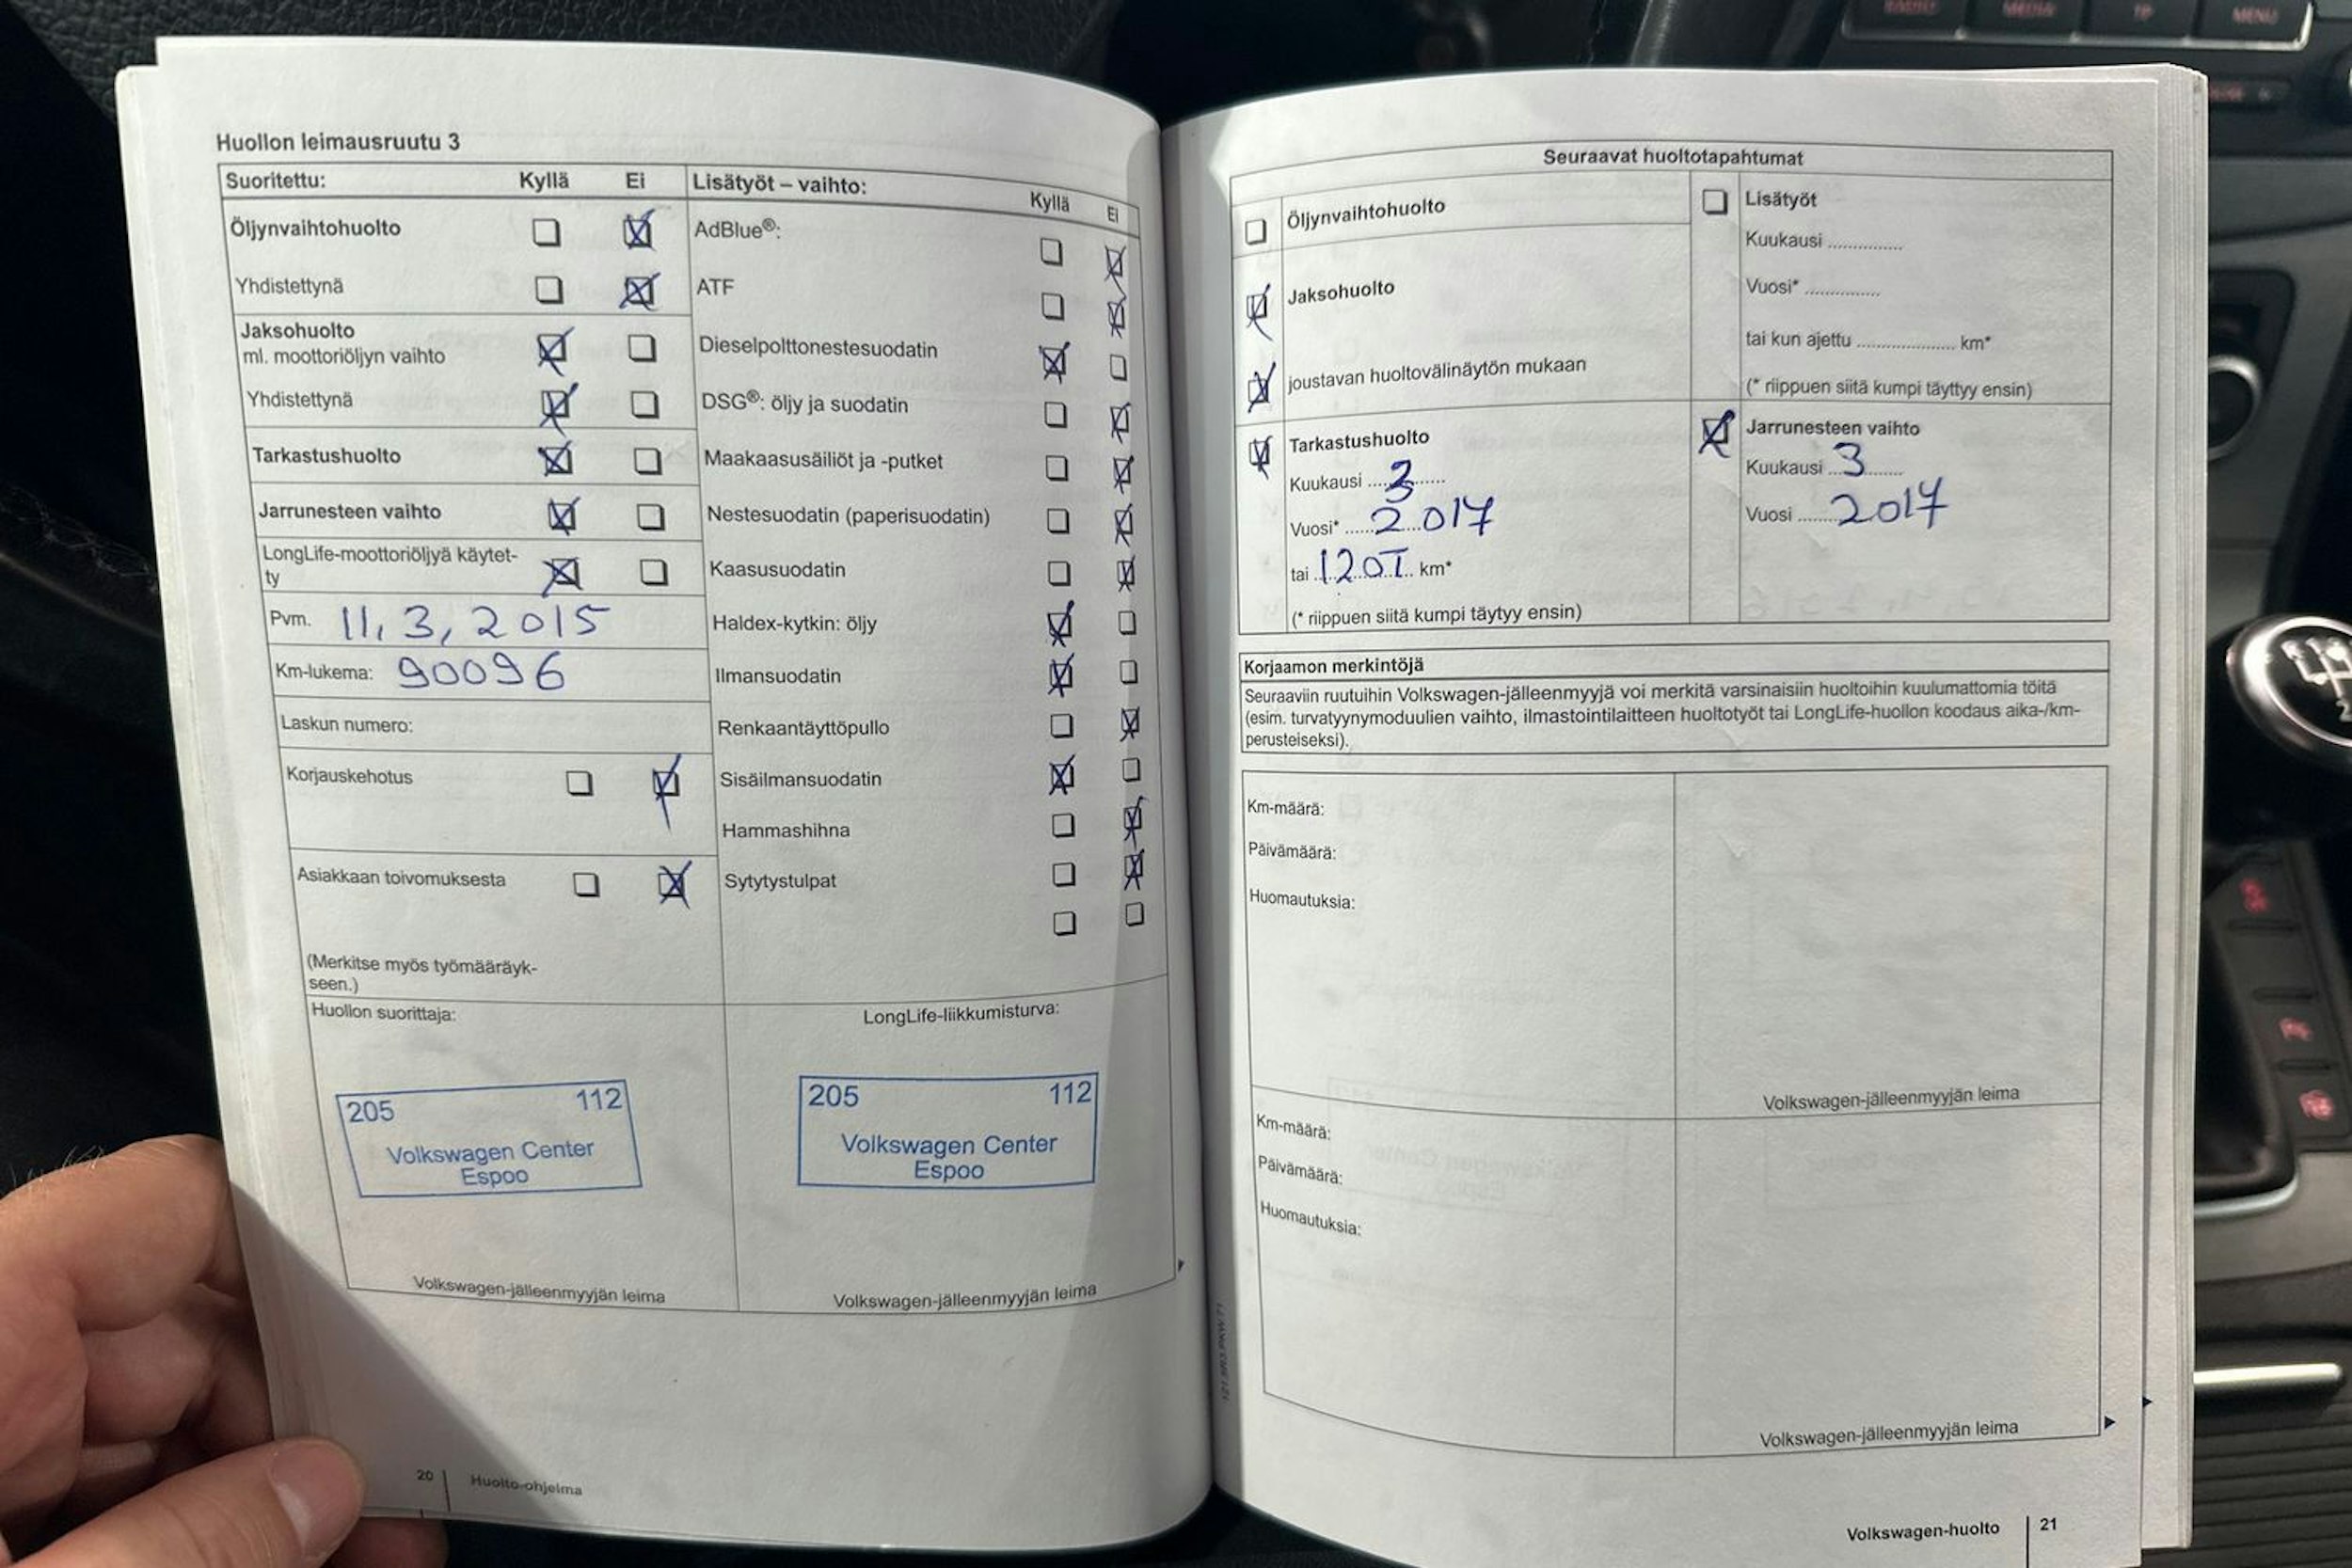 RADIO MEDIA TP MENU
Huollon leimausruutu 3
Suoritettu: Kyllä Ei
Öljynvaihtohuolto
Yhdistettynä
Jaksohuolto
ml. moottoriöljyn vaihto
Yhdistettynä
Tarkastushuolto
Jarrunesteen vaihto
LongLife-moottoriöljyä käytet-
ty
Pvm. 11, 3, 2015
Km-lukema: 90096
Laskun numero:
Korjauskehotus
Asiakkaan toivomuksesta
(Merkitse myös työmääräyk-
seen.)
Lisätyöt – vaihto: Kyllä Ei
AdBlue®:
ATF
Dieselpolttonestesuodatin
DSG®: öljy ja suodatin
Maakaasusäiliöt ja -putket
Nestesuodatin (paperisuodatin)
Kaasusuodatin
Haldex-kytkin: öljy
Ilmansuodatin
Renkaantäyttöpullo
Sisäilmansuodatin
Hammashihna
Sytytystulpat
Huollon suorittaja:
205 112
Volkswagen Center
Espoo
Volkswagen-jälleenmyyjän leima
LongLife-liikkumisturva:
205 112
Volkswagen Center
Espoo
Volkswagen-jälleenmyyjän leima
20 Huolto-ohjelma
Seuraavat huoltotapahtumat
Öljynvaihtohuolto
Jaksohuolto
joustavan huoltovälinäytön mukaan
Tarkastushuolto
Kuukausi ....3.......
Vuosi* ......2017
tai 120T km*
(* riippuen siitä kumpi täytyy ensin)
Lisätyöt
Kuukausi ...............
Vuosi* ...............
tai kun ajettu .................... km*
(* riippuen siitä kumpi täyttyy ensin)
Jarrunesteen vaihto
Kuukausi ...3.......
Vuosi ........2017
Korjaamon merkintöjä
Seuraaviin ruutuihin Volkswagen-jälleenmyyjä voi merkitä varsinaisiin huoltoihin kuulumattomia töitä
(esim. turvatyynymoduulien vaihto, ilmastointilaitteen huoltotyöt tai LongLife-huollon koodaus aika-/km-
perusteiseksi).
Km-määrä:
Päivämäärä:
Huomautuksia:
Volkswagen-jälleenmyyjän leima
Km-määrä:
Päivämäärä:
Huomautuksia:
Volkswagen-jälleenmyyjän leima
Volkswagen-huolto 21